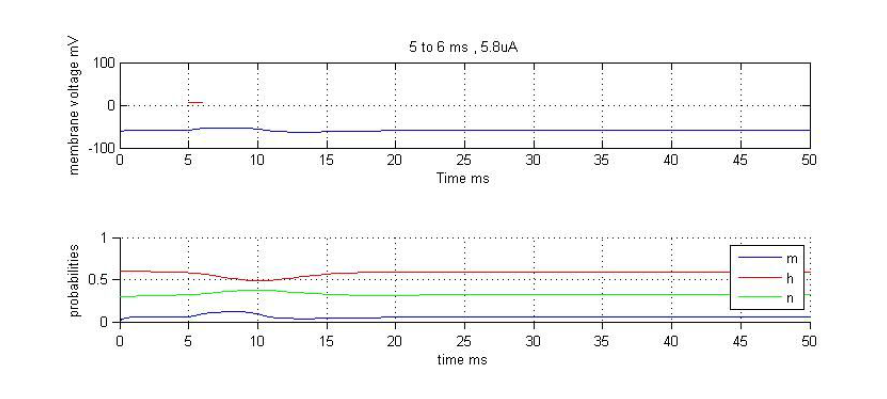 5 to 6 ms , 5.8uA
membrane voltage mV
100
0
-100
0 5 10 15 20 25 30 35 40 45 50
Time ms
probabilities
1
0.5
0
m
h
n
0 5 10 15 20 25 30 35 40 45 50
time ms